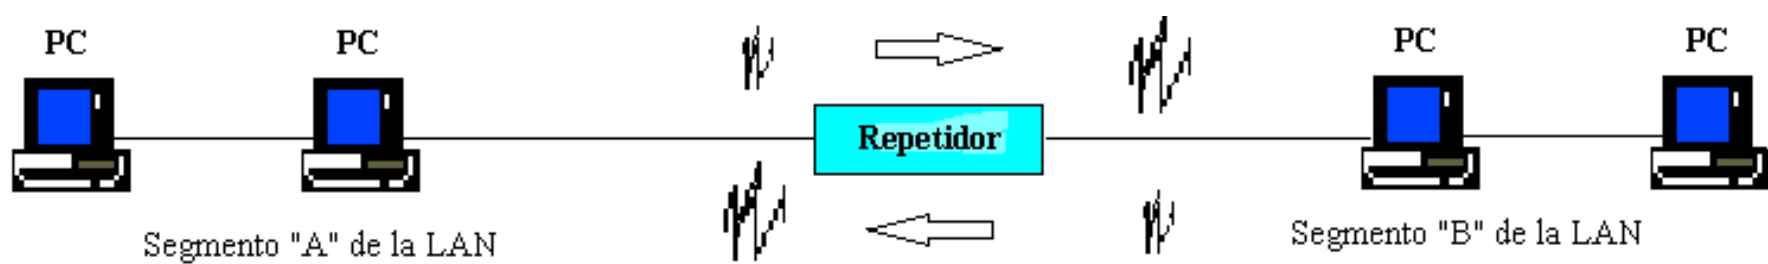 PC
PC
PC
PC
Repetidor
Segmento "A" de la LAN
Segmento "B" de la LAN